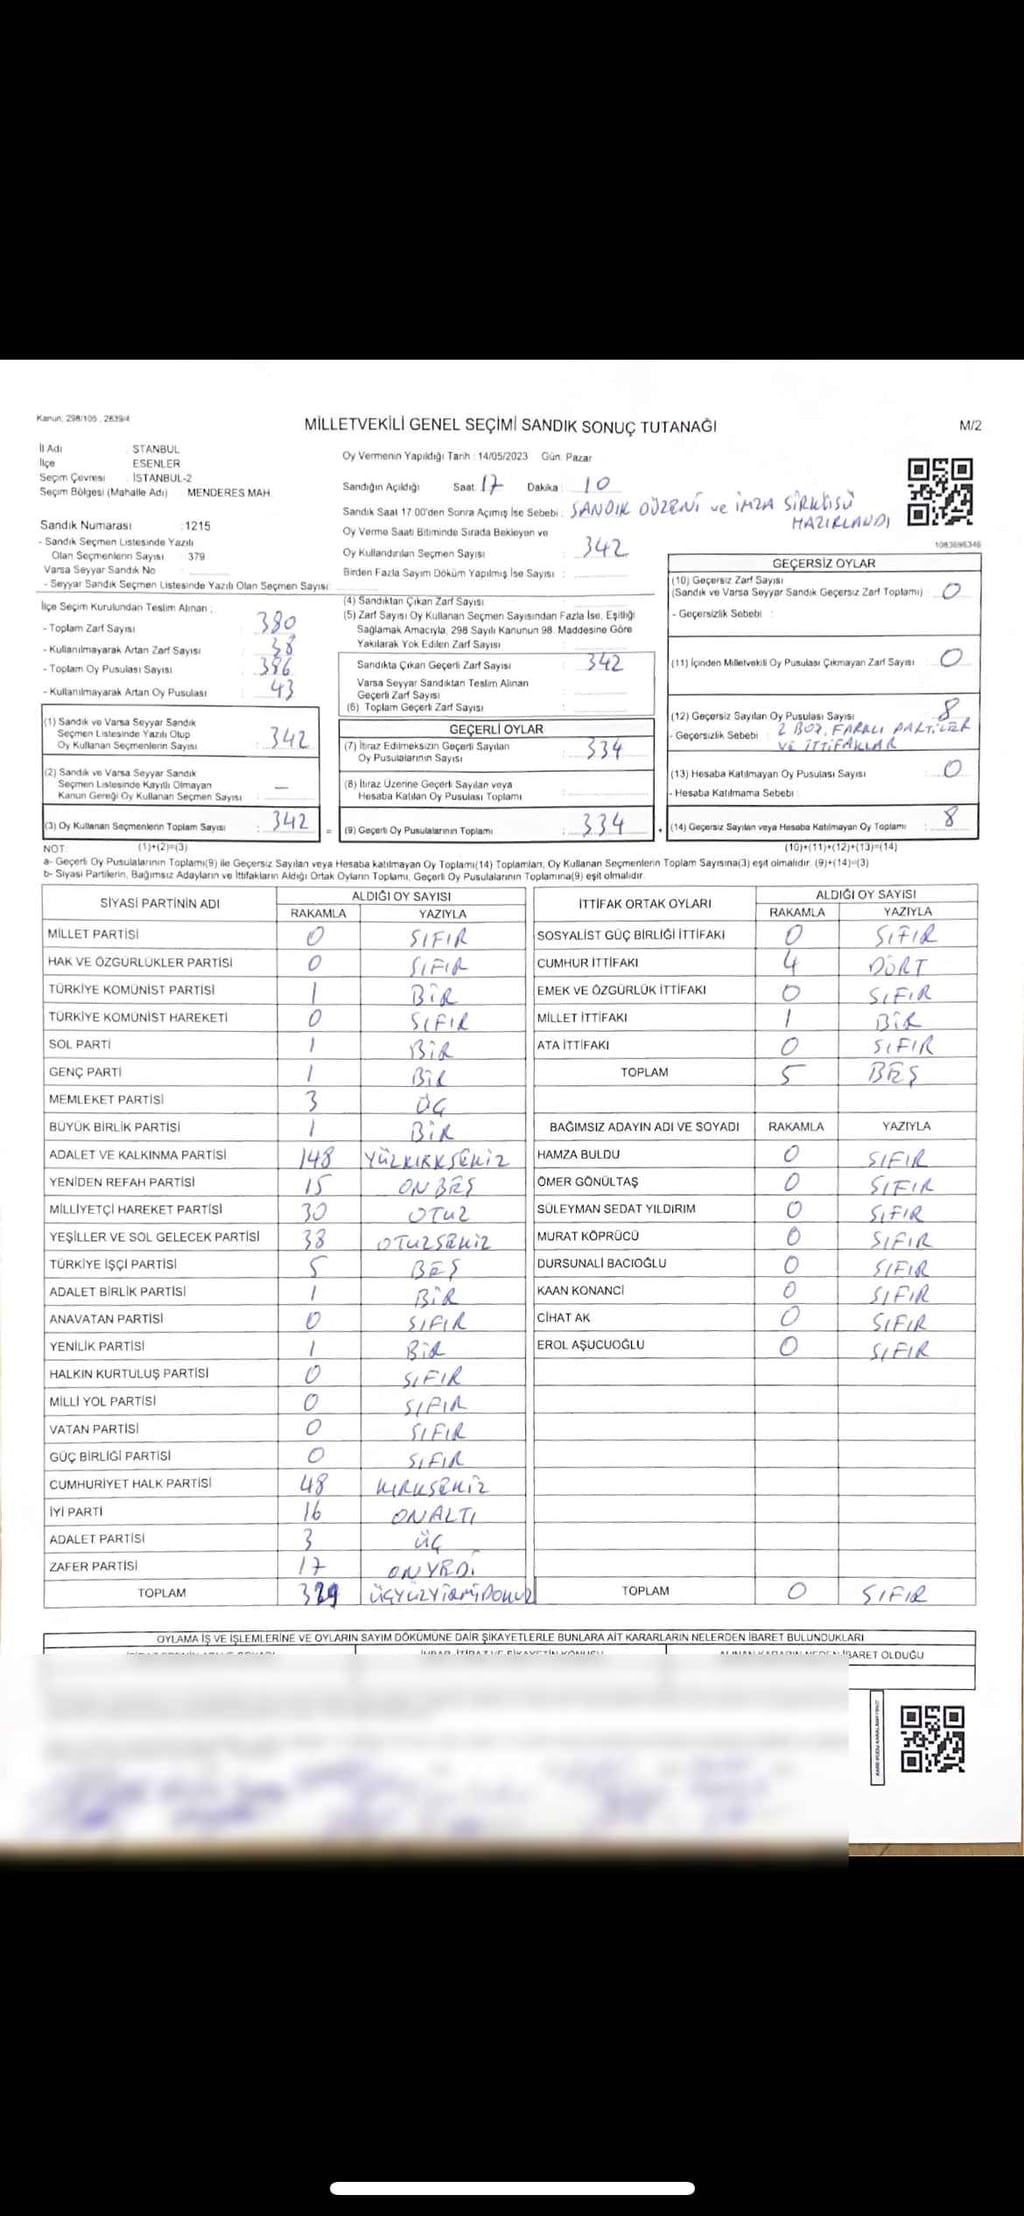 Kanun: 298/105 , 2839/4
MİLLETVEKİLİ GENEL SEÇİMİ SANDIK SONUÇ TUTANAĞI
M/2
İl Adı : STANBUL
İlçe : ESENLER
Seçim Çevresi : İSTANBUL-2
Seçim Bölgesi (Mahalle Adı) : MENDERES MAH.
Sandık Numarası :1215
- Sandık Seçmen Listesinde Yazılı
Olan Seçmenlerin Sayısı : 379
Varsa Seyyar Sandık No :
- Seyyar Sandık Seçmen Listesinde Yazılı Olan Seçmen Sayısı:
Oy Vermenin Yapıldığı Tarih : 14/05/2023 Gün: Pazar
Sandığın Açıldığı Saat: 17 Dakika: 10
Sandık Saat 17.00'den Sonra Açımış İse Sebebi : SANDIK DÜZENİ ve İMZA SİRKÜSÜ
HAZIRLANDI
Oy Verme Saati Bitiminde Sırada Bekleyen ve
Oy Kullandırılan Seçmen Sayısı : 342
Birden Fazla Sayım Döküm Yapılmış İse Sayısı :
1083696346
İlçe Seçim Kurulundan Teslim Alınan :
- Toplam Zarf Sayısı : 380
- Kullanılmayarak Artan Zarf Sayısı : 38
- Toplam Oy Pusulası Sayısı : 386
- Kullanılmayarak Artan Oy Pusulası : 43
(1) Sandık ve Varsa Seyyar Sandık
Seçmen Listesinde Yazılı Olup
Oy Kullanan Seçmenlerin Sayısı : 342
(2) Sandık ve Varsa Seyyar Sandık
Seçmen Listesinde Kayıtlı Olmayan
Kanun Gereği Oy Kullanan Seçmen Sayısı : —
(3) Oy Kullanan Seçmenlerin Toplam Sayısı : 342 =
(4) Sandıktan Çıkan Zarf Sayısı :
(5) Zarf Sayısı Oy Kullanan Seçmen Sayısından Fazla İse, Eşitliği
Sağlamak Amacıyla, 298 Sayılı Kanunun 98. Maddesine Göre
Yakılarak Yok Edilen Zarf Sayısı :
Sandıkta Çıkan Geçerli Zarf Sayısı : 342
Varsa Seyyar Sandıktan Teslim Alınan
Geçerli Zarf Sayısı :
(6) Toplam Geçerli Zarf Sayısı :
GEÇERLİ OYLAR
(7) İtiraz Edilmeksizin Geçerli Sayılan
Oy Pusulalarının Sayısı : 334
(8) İtiraz Üzerine Geçerli Sayılan veya
Hesaba Katılan Oy Pusulası Toplamı :
(9) Geçerli Oy Pusulalarının Toplamı : 334 +
GEÇERSİZ OYLAR
(10) Geçersiz Zarf Sayısı
(Sandık ve Varsa Seyyar Sandık Geçersiz Zarf Toplamı) : 0
- Geçersizlik Sebebi :
(11) İçinden Milletvekili Oy Pusulası Çıkmayan Zarf Sayısı : 0
(12) Geçersiz Sayılan Oy Pusulası Sayısı : 8
- Geçersizlik Sebebi : 2 BOZ, FARKLI PARTİLER
VE İTTİFAKLAR
(13) Hesaba Katılmayan Oy Pusulası Sayısı : 0
- Hesaba Katılmama Sebebi :
(14) Geçersiz Sayılan veya Hesaba Katılmayan Oy Toplamı : 8
NOT: (1)+(2)=(3) (10)+(11)+(12)+(13)=(14)
a- Geçerli Oy Pusulalarının Toplamı(9) ile Geçersiz Sayılan veya Hesaba katılmayan Oy Toplamı(14) Toplamları, Oy Kullanan Seçmenlerin Toplam Sayısına(3) eşit olmalıdır. (9)+(14)=(3)
b- Siyasi Partilerin, Bağımsız Adayların ve İttifakların Aldığı Ortak Oyların Toplamı, Geçerli Oy Pusulalarının Toplamına(9) eşit olmalıdır.
SİYASİ PARTİNİN ADI ALDIĞI OY SAYISI
RAKAMLA YAZIYLA
MİLLET PARTİSİ 0 SIFIR
HAK VE ÖZGÜRLÜKLER PARTİSİ 0 SIFIR
TÜRKİYE KOMÜNİST PARTİSİ 1 BİR
TÜRKİYE KOMÜNİST HAREKETİ 0 SIFIR
SOL PARTİ 1 BİR
GENÇ PARTİ 1 BİR
MEMLEKET PARTİSİ 3 ÜÇ
BÜYÜK BİRLİK PARTİSİ 1 BİR
ADALET VE KALKINMA PARTİSİ 148 YÜZKIRKSEKİZ
YENİDEN REFAH PARTİSİ 15 ONBEŞ
MİLLİYETÇİ HAREKET PARTİSİ 30 OTUZ
YEŞİLLER VE SOL GELECEK PARTİSİ 38 OTUZSEKİZ
TÜRKİYE İŞÇİ PARTİSİ 5 BEŞ
ADALET BİRLİK PARTİSİ 1 BİR
ANAVATAN PARTİSİ 0 SIFIR
YENİLİK PARTİSİ 1 BİR
HALKIN KURTULUŞ PARTİSİ 0 SIFIR
MİLLİ YOL PARTİSİ 0 SIFIR
VATAN PARTİSİ 0 SIFIR
GÜÇ BİRLİĞİ PARTİSİ 0 SIFIR
CUMHURİYET HALK PARTİSİ 48 KIRKSEKİZ
İYİ PARTİ 16 ONALTI
ADALET PARTİSİ 3 ÜÇ
ZAFER PARTİSİ 17 ONYEDİ
TOPLAM 329 ÜÇYÜZYİRMİDOKUZ
İTTİFAK ORTAK OYLARI ALDIĞI OY SAYISI
RAKAMLA YAZIYLA
SOSYALİST GÜÇ BİRLİĞİ İTTİFAKI 0 SIFIR
CUMHUR İTTİFAKI 4 DÖRT
EMEK VE ÖZGÜRLÜK İTTİFAKI 0 SIFIR
MİLLET İTTİFAKI 1 BİR
ATA İTTİFAKI 0 SIFIR
TOPLAM 5 BEŞ
BAĞIMSIZ ADAYIN ADI VE SOYADI RAKAMLA YAZIYLA
HAMZA BULDU 0 SIFIR
ÖMER GÖNÜLTAŞ 0 SIFIR
SÜLEYMAN SEDAT YILDIRIM 0 SIFIR
MURAT KÖPRÜCÜ 0 SIFIR
DURSUNALİ BACIOĞLU 0 SIFIR
KAAN KONANCİ 0 SIFIR
CİHAT AK 0 SIFIR
EROL AŞUCUOĞLU 0 SIFIR
TOPLAM 0 SIFIR
OYLAMA İŞ VE İŞLEMLERİNE VE OYLARIN SAYIM DÖKÜMÜNE DAİR ŞİKAYETLERLE BUNLARA AİT KARARLARIN NELERDEN İBARET BULUNDUKLARI
İBARET OLDUĞU